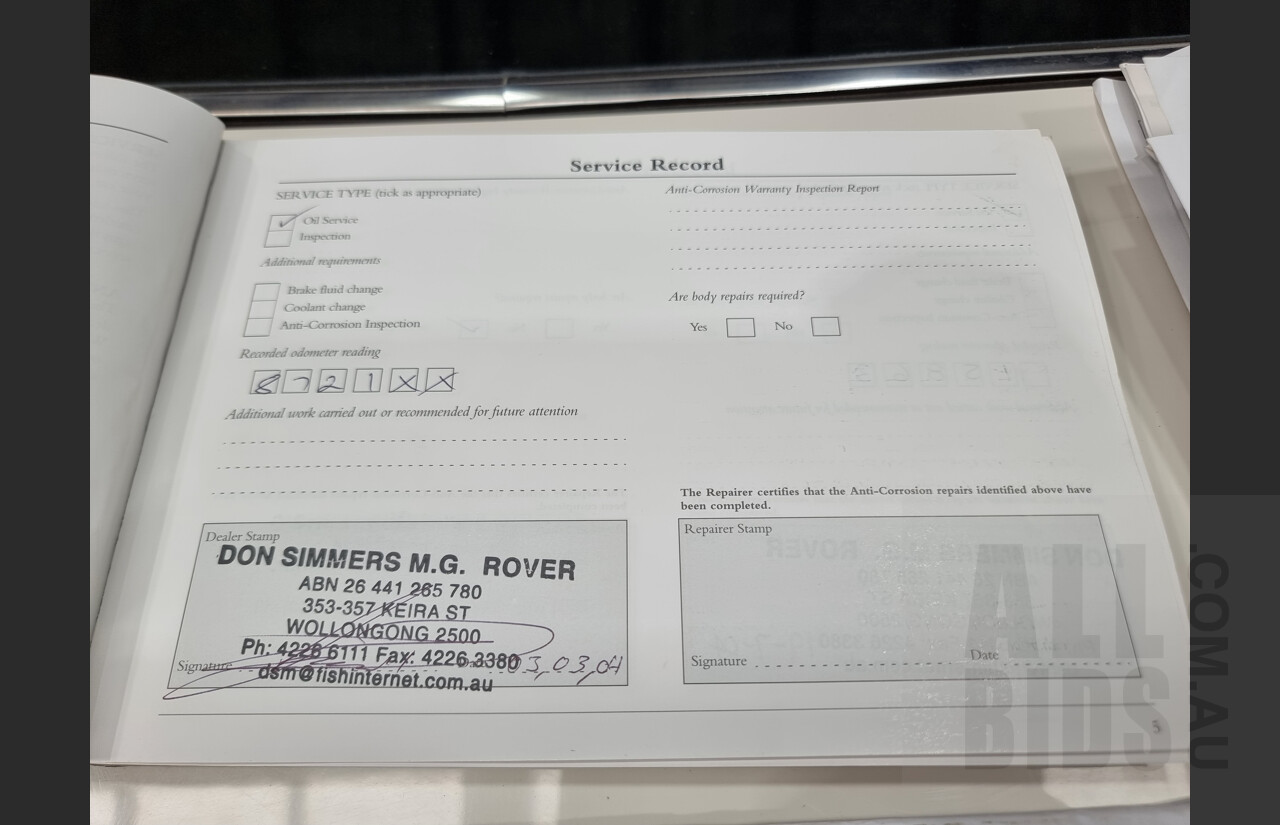 Service Record
SERVICE TYPE (tick as appropriate)
Oil Service
Inspection
Additional requirements
Brake fluid change
Coolant change
Anti-Corrosion Inspection
Recorded odometer reading
8 7 2 1 X X
Additional work carried out or recommended for future attention
Dealer Stamp
DON SIMMERS M.G. ROVER
ABN 26 441 265 780
353-357 KEIRA ST
WOLLONGONG 2500
Ph: 4226 6111 Fax: 4226 3380
Signature
03,03,04
dsm@fishinternet.com.au
Anti-Corrosion Warranty Inspection Report
Are body repairs required?
Yes No
The Repairer certifies that the Anti-Corrosion repairs identified above have
been completed.
Repairer Stamp
Signature Date
5
ALL
BIDS
.COM.AU